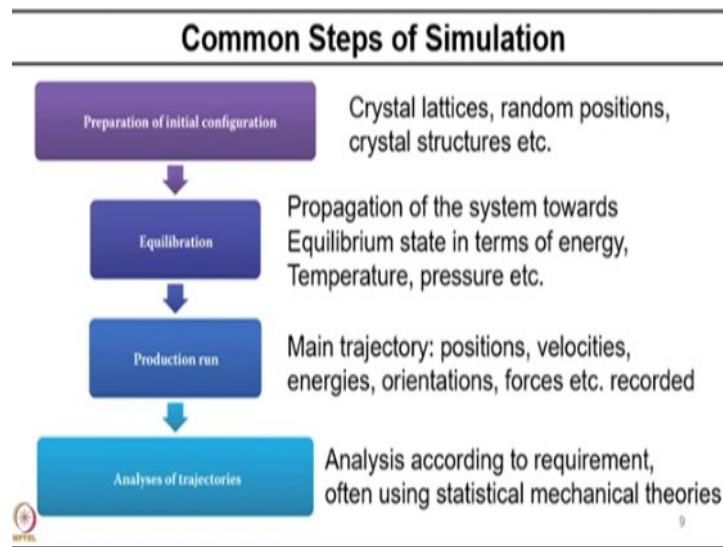 Common Steps of Simulation
Preparation of initial configuration
Crystal lattices, random positions,
crystal structures etc.
Equilibration
Propagation of the system towards
Equilibrium state in terms of energy,
Temperature, pressure etc.
Production run
Main trajectory: positions, velocities,
energies, orientations, forces etc. recorded
Analyses of trajectories
Analysis according to requirement,
often using statistical mechanical theories
NPTEL
9